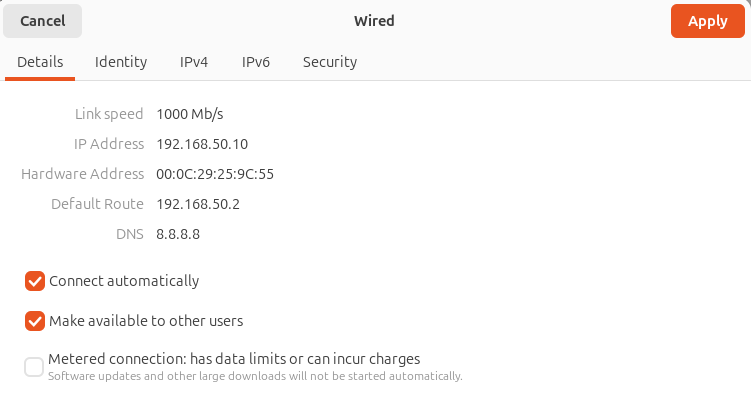 Cancel Wired Apply
Details Identity IPv4 IPv6 Security
Link speed 1000 Mb/s
IP Address 192.168.50.10
Hardware Address 00:0C:29:25:9C:55
Default Route 192.168.50.2
DNS 8.8.8.8
Connect automatically
Make available to other users
Metered connection: has data limits or can incur charges
Software updates and other large downloads will not be started automatically.